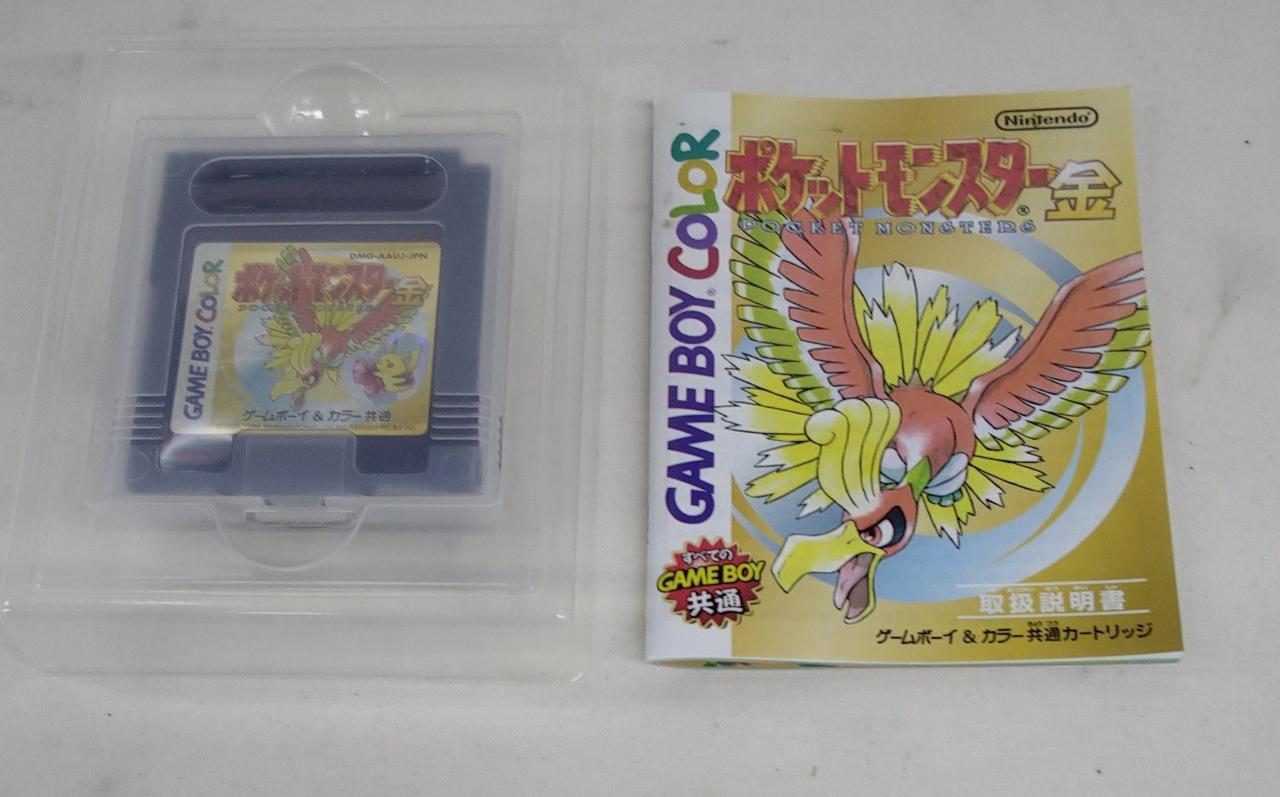 DMG-AAUJ-JPN
ポケットモンスター金
POCKET MONSTERS
GAME BOY COLOR
ゲームボーイ & カラー共通
Nintendo®
ポケットモンスター®金
POCKET MONSTERS
GAME BOY® COLOR
すべての
GAME BOY
共通
取扱説明書
ゲームボーイ & カラー共通カートリッジ